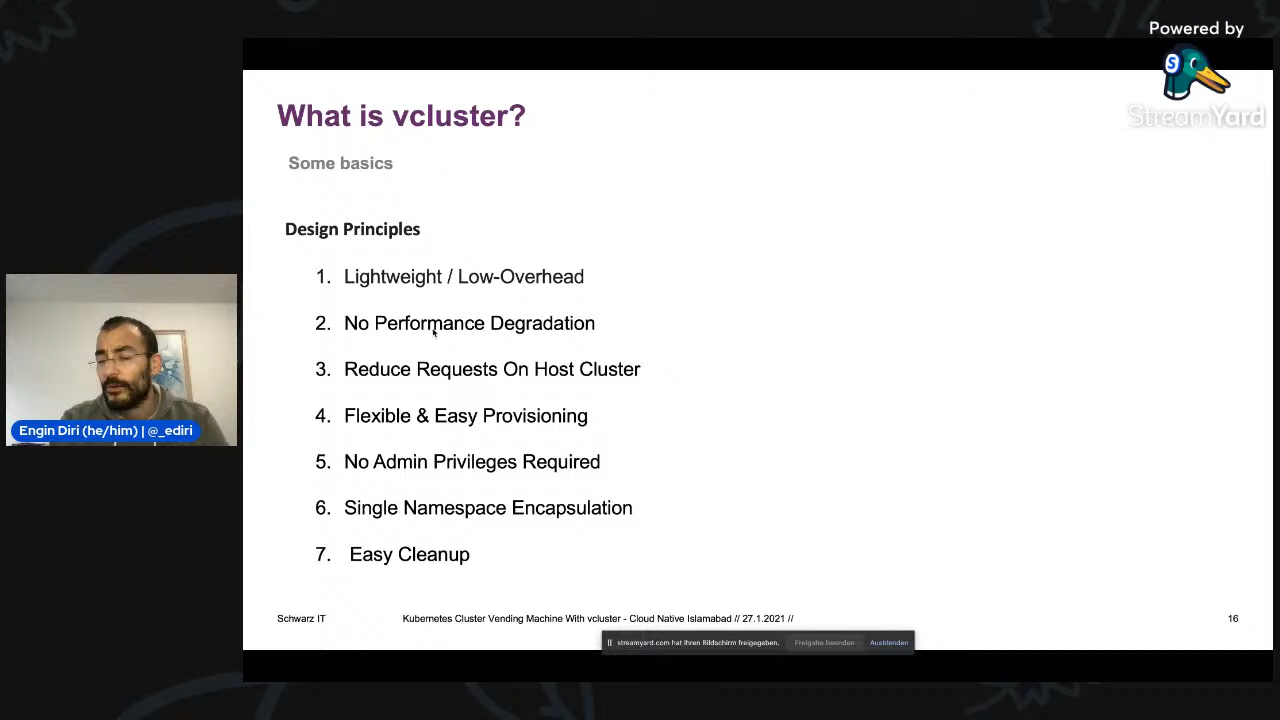 Powered by
S
StreamYard
What is vcluster?
Some basics
Design Principles
1. Lightweight / Low-Overhead
2. No Performance Degradation
3. Reduce Requests On Host Cluster
4. Flexible & Easy Provisioning
5. No Admin Privileges Required
6. Single Namespace Encapsulation
7. Easy Cleanup
Engin Diri (he/him) | @_ediri
Schwarz IT Kubernetes Cluster Vending Machine With vcluster - Cloud Native Islamabad // 27.1.2021 // 16
streamyard.com hat Ihren Bildschirm freigegeben. Freigabe beenden Ausblenden